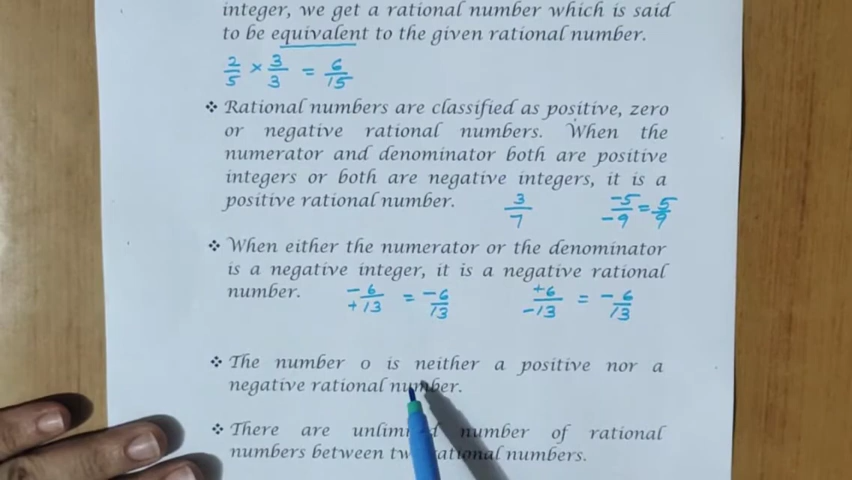 integer, we get a rational number which is said
to be equivalent to the given rational number.
2/5 × 3/3 = 6/15
❖ Rational numbers are classified as positive, zero
or negative rational numbers. When the
numerator and denominator both are positive
integers or both are negative integers, it is a
positive rational number. 3/7 -5/-9 = 5/9
❖ When either the numerator or the denominator
is a negative integer, it is a negative rational
number. -6/+13 = -6/13 +6/-13 = -6/13
❖ The number 0 is neither a positive nor a
negative rational number.
❖ There are number of rational
numbers between rational numbers.